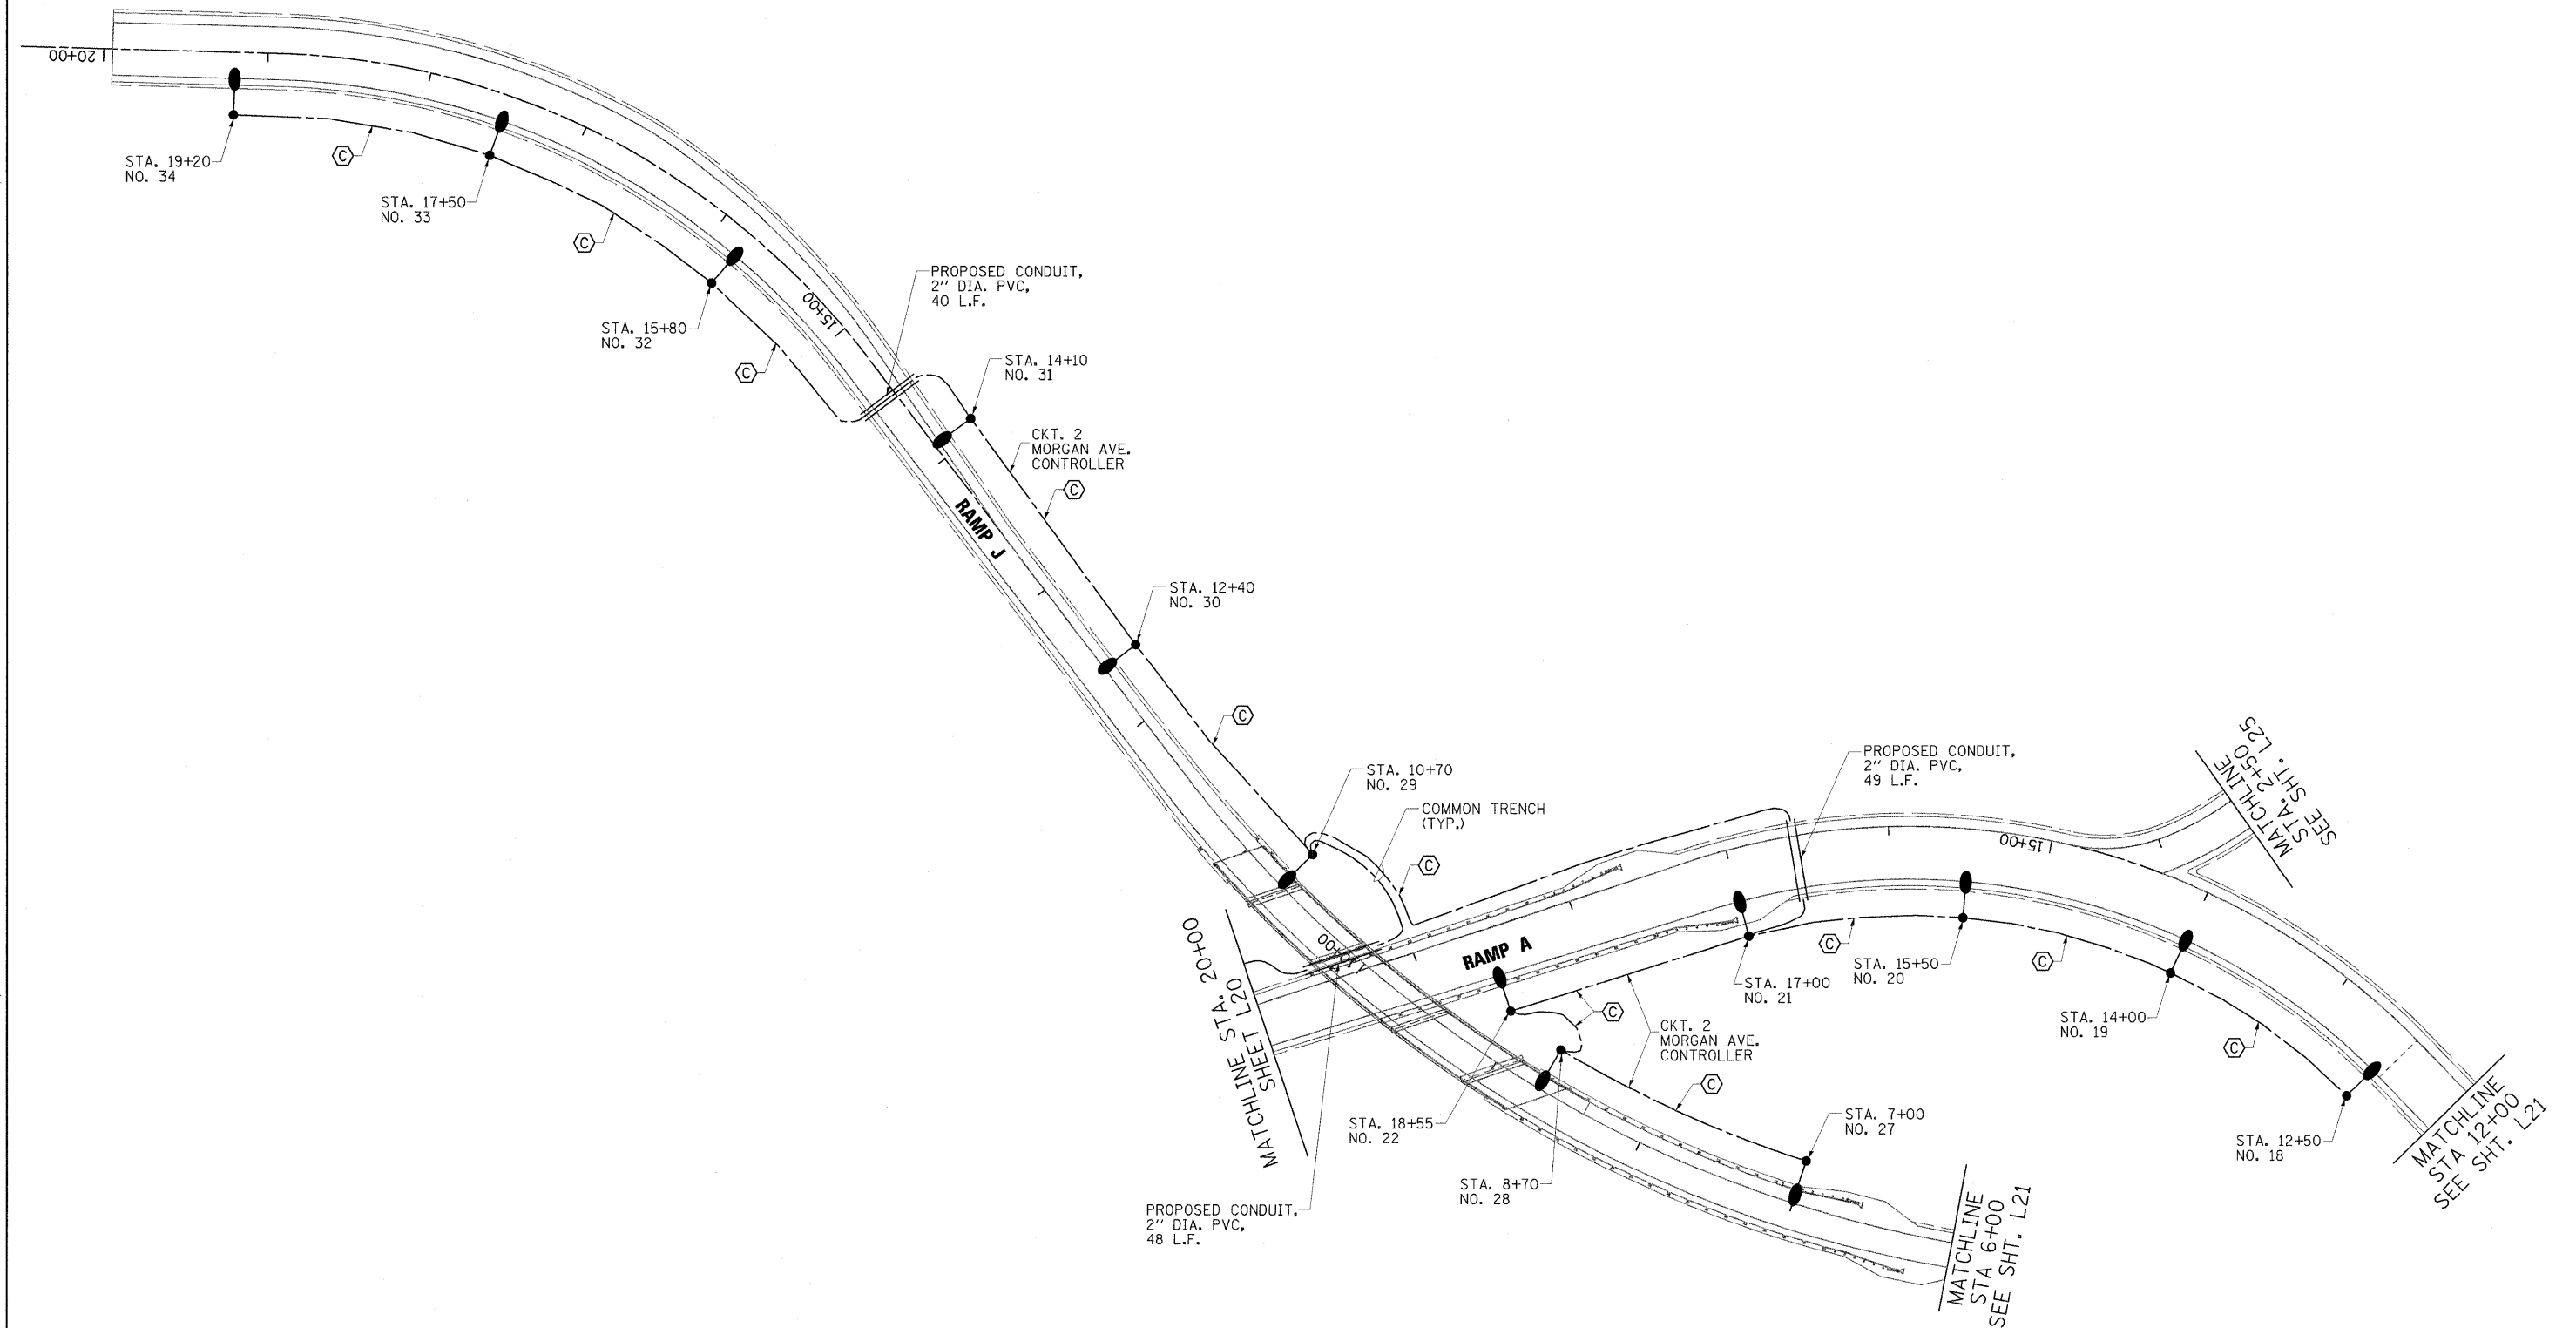 20+00
STA. 19+20
NO. 34
C
STA. 17+50
NO. 33
C
STA. 15+80
NO. 32
C
15+00
PROPOSED CONDUIT,
2" DIA. PVC,
40 L.F.
STA. 14+10
NO. 31
CKT. 2
MORGAN AVE.
CONTROLLER
C
RAMP J
STA. 12+40
NO. 30
C
STA. 10+70
NO. 29
COMMON TRENCH
(TYP.)
C
PROPOSED CONDUIT,
2" DIA. PVC,
49 L.F.
MATCHLINE
STA. 2+50
SEE SHT. L25
15+00
10+00
RAMP A
MATCHLINE STA. 20+00
SHEET L20
STA. 17+00
NO. 21
C
STA. 15+50
NO. 20
C
STA. 14+00
NO. 19
C
STA. 12+50
NO. 18
MATCHLINE
STA 12+00
SEE SHT. L21
C
CKT. 2
MORGAN AVE.
CONTROLLER
C
STA. 18+55
NO. 22
STA. 8+70
NO. 28
STA. 7+00
NO. 27
PROPOSED CONDUIT,
2" DIA. PVC,
48 L.F.
MATCHLINE
STA 6+00
SEE SHT. L21